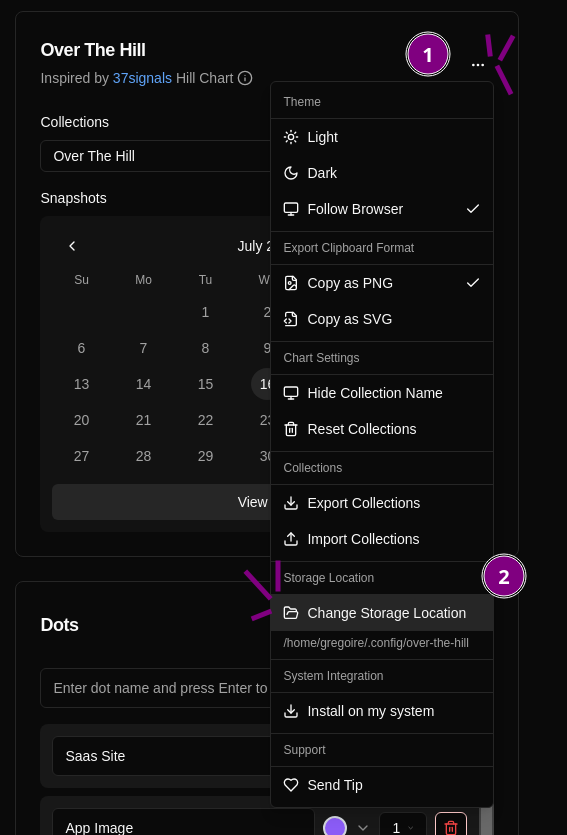 Over The Hill
1
...
Inspired by 37signals Hill Chart
Collections
Over The Hill
Snapshots
July 2
Su Mo Tu W
1 2
6 7 8 9
13 14 15 16
20 21 22 23
27 28 29 30
View
Theme
Light
Dark
Follow Browser
Export Clipboard Format
Copy as PNG
Copy as SVG
Chart Settings
Hide Collection Name
Reset Collections
Collections
Export Collections
Import Collections
Storage Location
2
Change Storage Location
/home/gregoire/.config/over-the-hill
System Integration
Install on my system
Support
Send Tip
Dots
Enter dot name and press Enter to
Saas Site
App Image
1